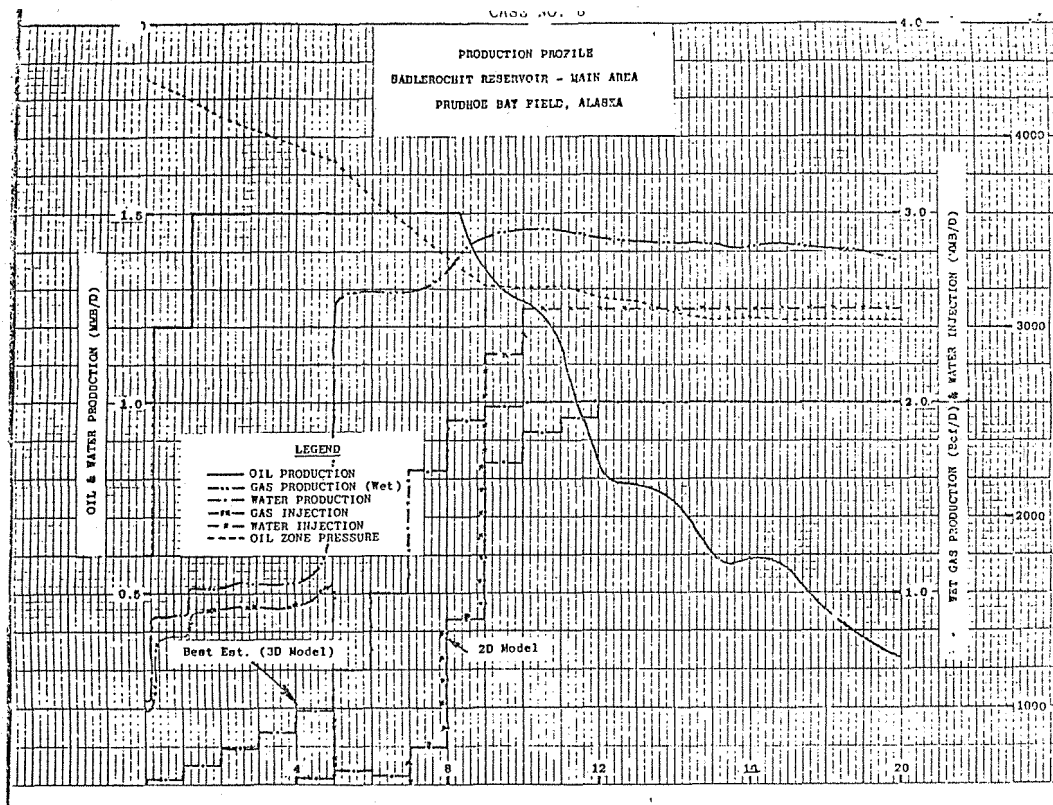 CASE NO. 8
PRODUCTION PROFILE
SADLEROCHIT RESERVOIR - MAIN AREA
PRUDHOE BAY FIELD, ALASKA
4.0
4000
1.5
3.0
3000
1.0
2.0
2000
0.5
1.0
1000
OIL & WATER PRODUCTION (MMB/D)
WET GAS PRODUCTION (Bcf/D) & WATER INJECTION (MMB/D)
LEGEND
OIL PRODUCTION
GAS PRODUCTION (Wet)
WATER PRODUCTION
GAS INJECTION
WATER INJECTION
OIL ZONE PRESSURE
Best Est. (3D Model)
2D Model
4
8
12
20